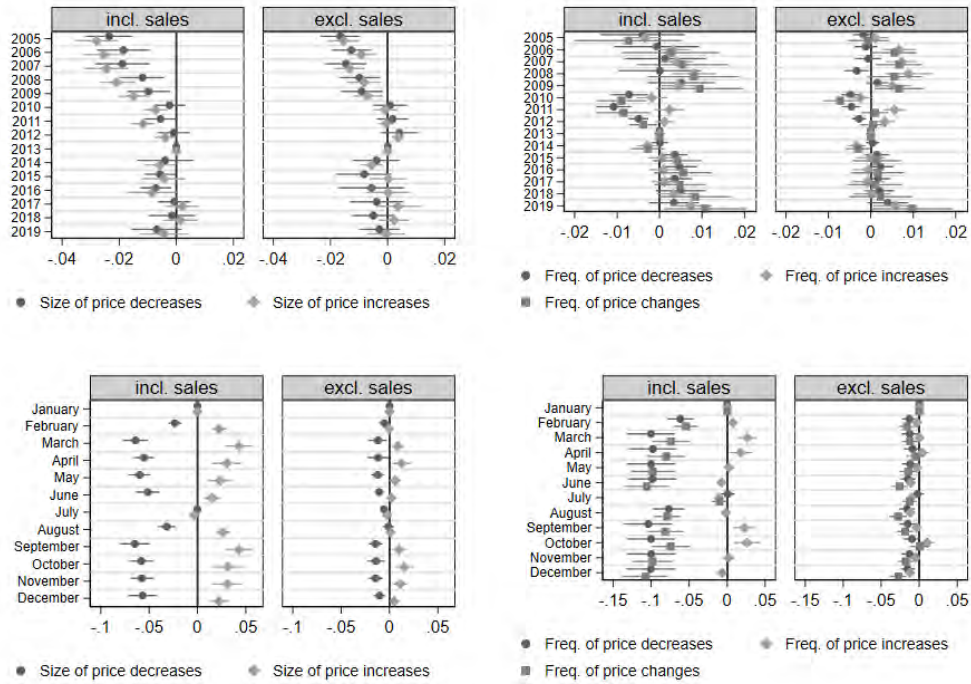 incl. sales
excl. sales
2005
2006
2007
2008
2009
2010
2011
2012
2013
2014
2015
2016
2017
2018
2019
-.04 -.02 0 .02
-.04 -.02 0 .02
Size of price decreases
Size of price increases
incl. sales
excl. sales
2005
2006
2007
2008
2009
2010
2011
2012
2013
2014
2015
2016
2017
2018
2019
-.02 -.01 0 .01 .02
-.02 -.01 0 .01 .02
Freq. of price decreases
Freq. of price increases
Freq. of price changes
incl. sales
excl. sales
January
February
March
April
May
June
July
August
September
October
November
December
-.1 -.05 0 .05
-.1 -.05 0 .05
Size of price decreases
Size of price increases
incl. sales
excl. sales
January
February
March
April
May
June
July
August
September
October
November
December
-.15 -.1 -.05 0 .05
-.15 -.1 -.05 0 .05
Freq. of price decreases
Freq. of price increases
Freq. of price changes